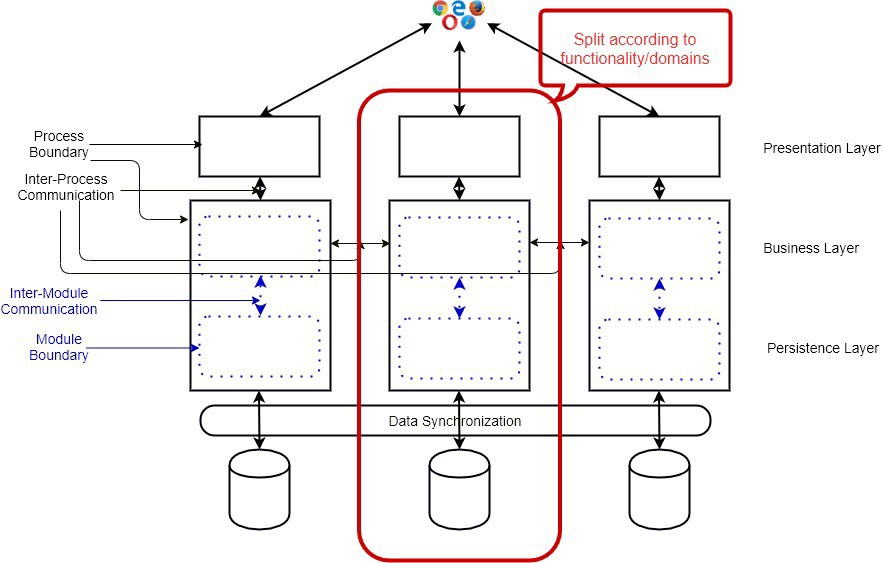 Split according to
functionality/domains
Process
Boundary
Presentation Layer
Inter-Process
Communication
Business Layer
Inter-Module
Communication
Module
Boundary
Persistence Layer
Data Synchronization